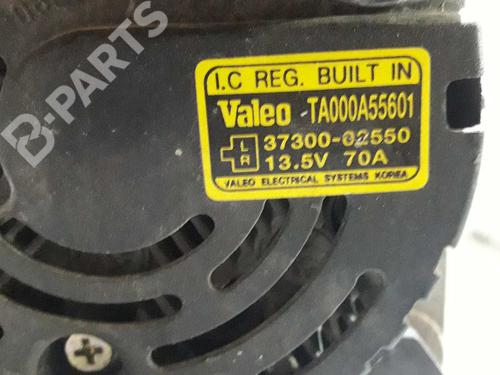 B-PARTS
I.C REG. BUILT IN
Valeo TA000A55601
L 37300-02550
R 13.5V 70A
VALEO ELECTRICAL SYSTEMS KOREA